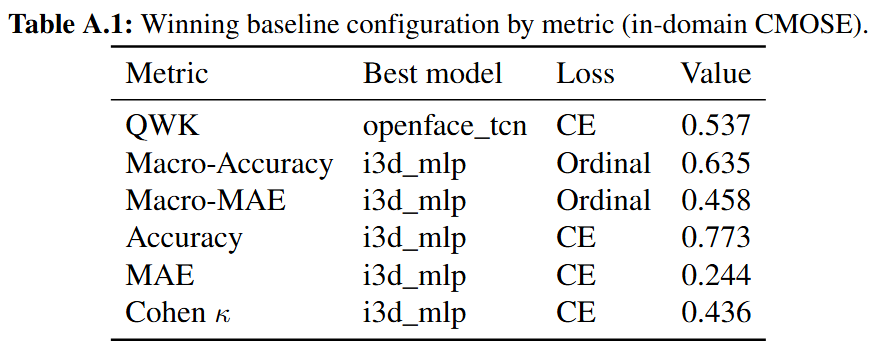 Table A.1: Winning baseline configuration by metric (in-domain CMOSE).
Metric Best model Loss Value
QWK openface_tcn CE 0.537
Macro-Accuracy i3d_mlp Ordinal 0.635
Macro-MAE i3d_mlp Ordinal 0.458
Accuracy i3d_mlp CE 0.773
MAE i3d_mlp CE 0.244
Cohen κ i3d_mlp CE 0.436